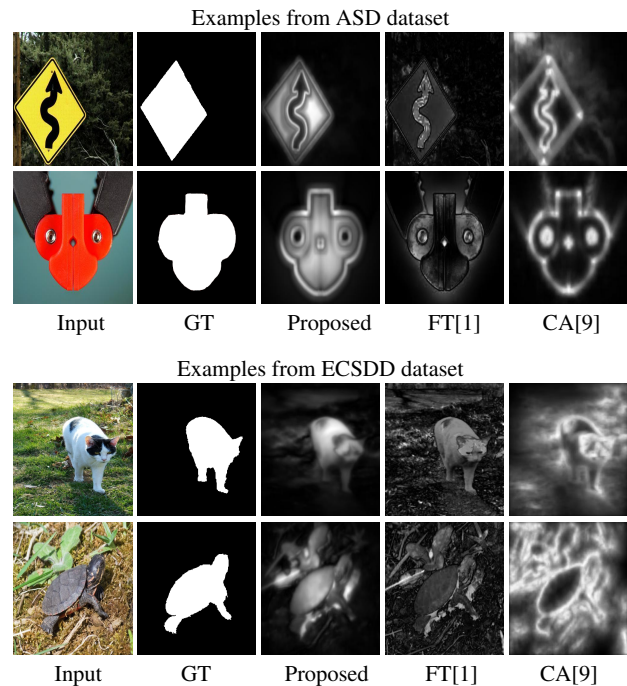 Examples from ASD dataset
Input GT Proposed FT[1] CA[9]
Examples from ECSDD dataset
Input GT Proposed FT[1] CA[9]